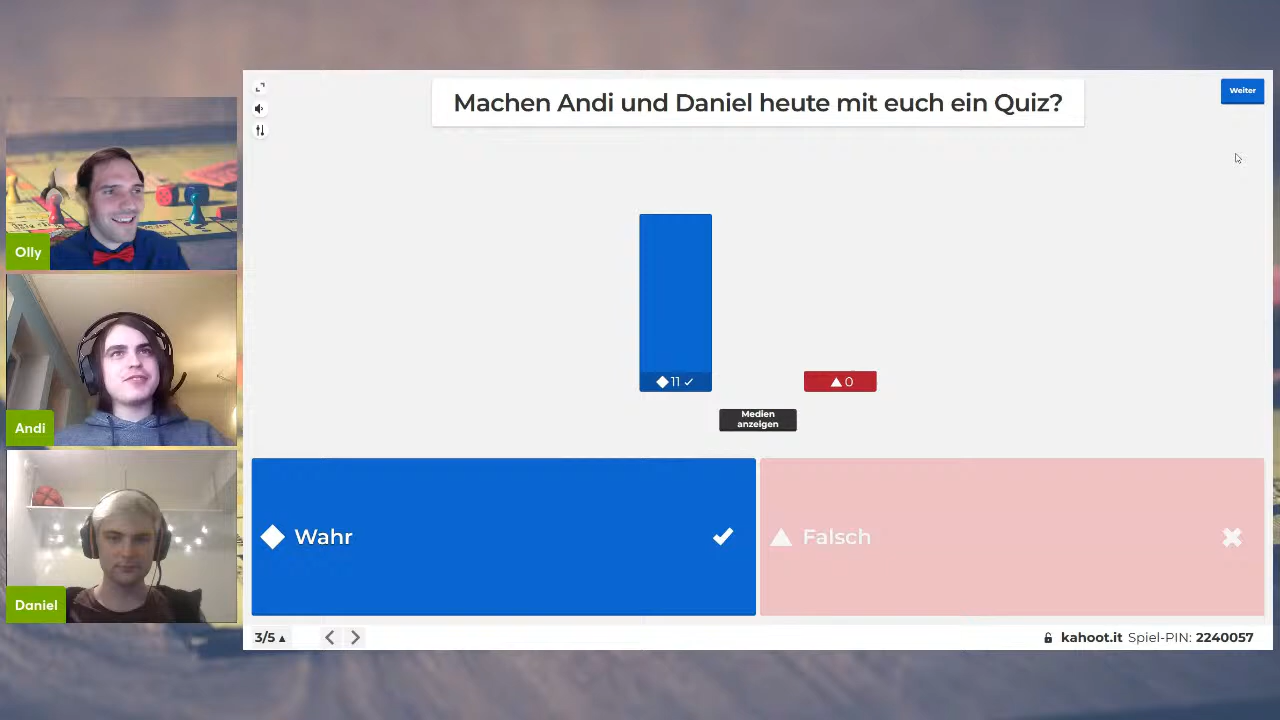 Machen Andi und Daniel heute mit euch ein Quiz?
Weiter
Olly
11
0
Andi
Medien
anzeigen
Wahr
Falsch
Daniel
3/5
kahoot.it Spiel-PIN: 2240057